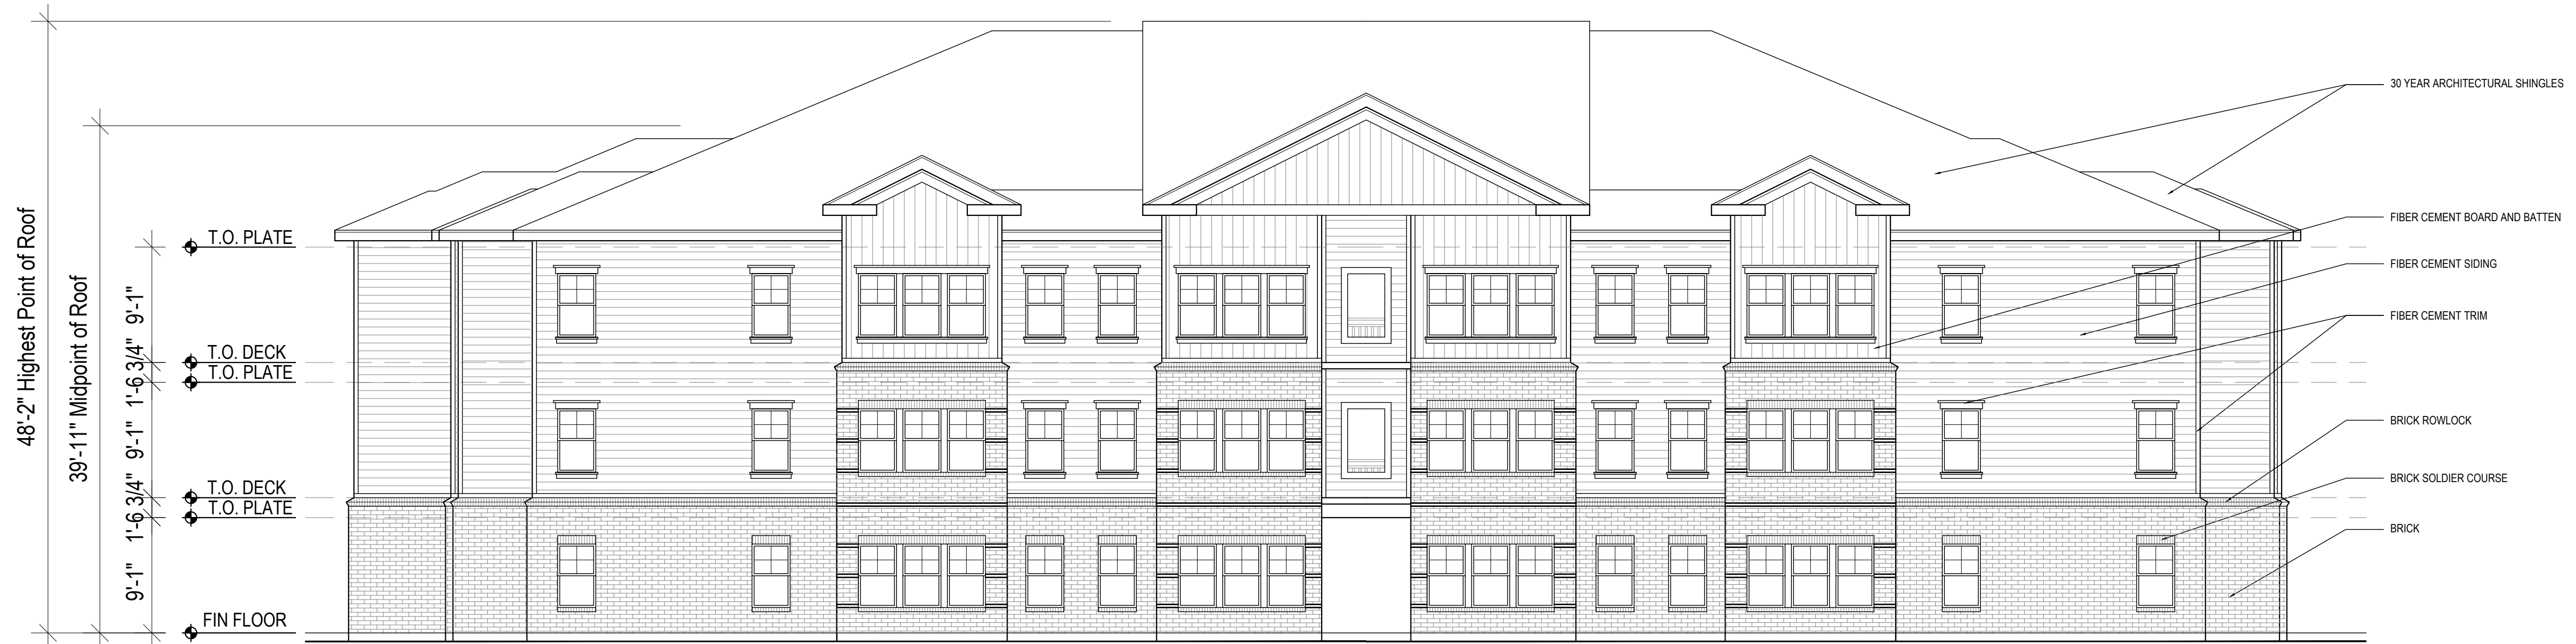 48'-2" Highest Point of Roof
39'-11" Midpoint of Roof
9'-1"
1'-6 3/4"
9'-1"
1'-6 3/4"
9'-1"
T.O. PLATE
T.O. DECK
T.O. PLATE
T.O. DECK
T.O. PLATE
FIN FLOOR
30 YEAR ARCHITECTURAL SHINGLES
FIBER CEMENT BOARD AND BATTEN
FIBER CEMENT SIDING
FIBER CEMENT TRIM
BRICK ROWLOCK
BRICK SOLDIER COURSE
BRICK